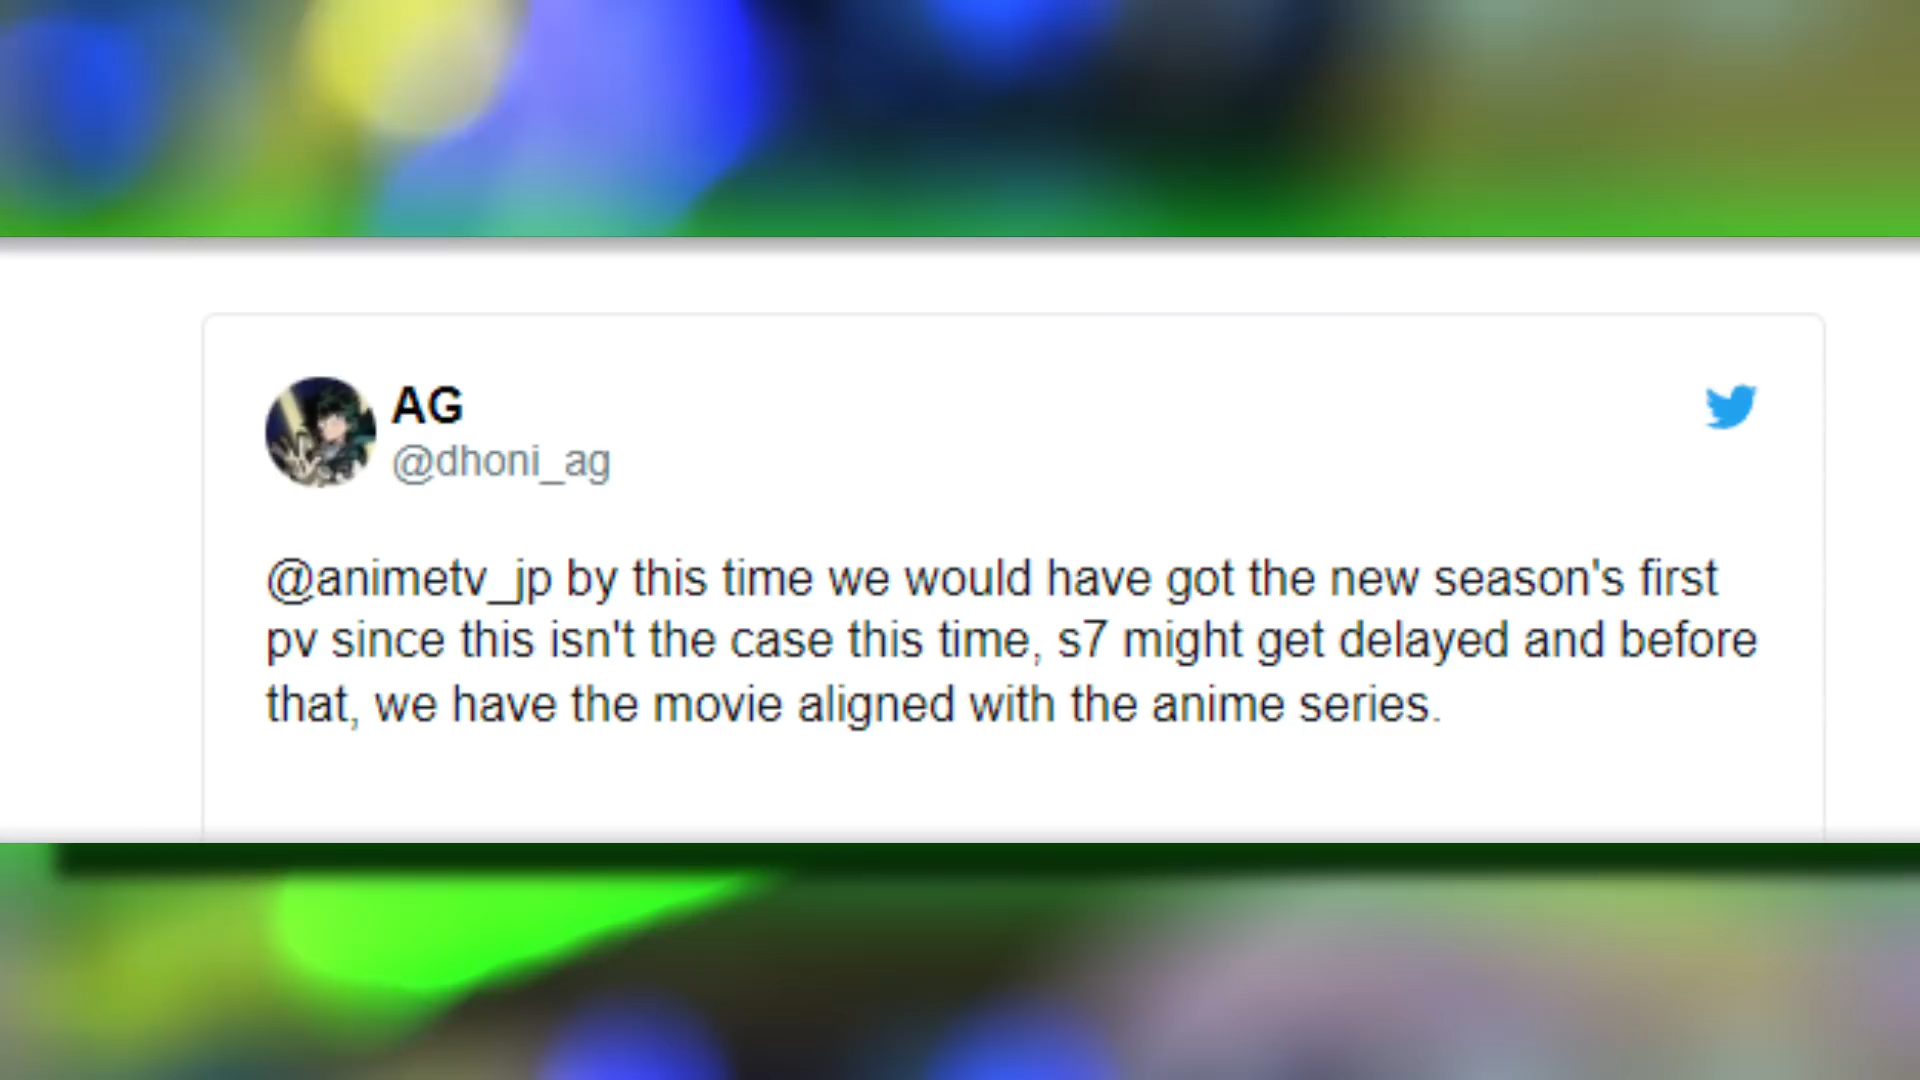 AG
@dhoni_ag
@animetv_jp by this time we would have got the new season's first
pv since this isn't the case this time, s7 might get delayed and before
that, we have the movie aligned with the anime series.